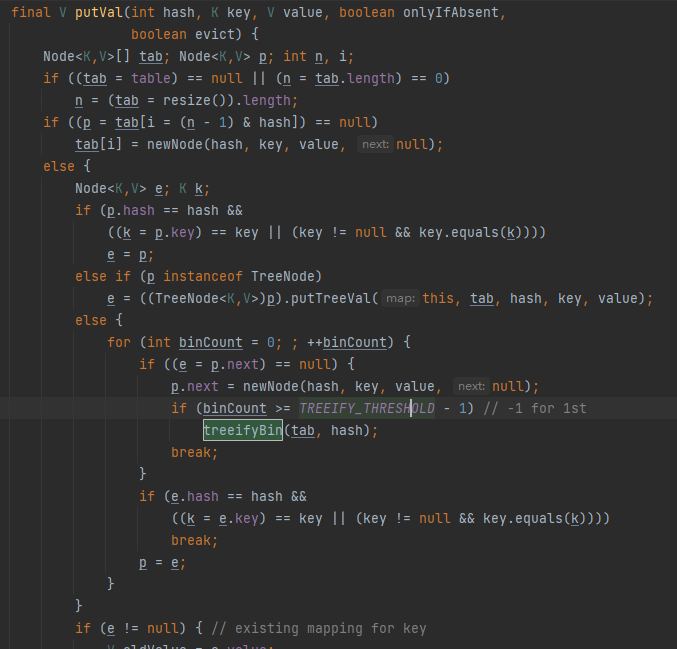 final V putVal(int hash, K key, V value, boolean onlyIfAbsent,
boolean evict) {
Node<K,V>[] tab; Node<K,V> p; int n, i;
if ((tab = table) == null || (n = tab.length) == 0)
n = (tab = resize()).length;
if ((p = tab[i = (n - 1) & hash]) == null)
tab[i] = newNode(hash, key, value, next: null);
else {
Node<K,V> e; K k;
if (p.hash == hash &&
((k = p.key) == key || (key != null && key.equals(k))))
e = p;
else if (p instanceof TreeNode)
e = ((TreeNode<K,V>)p).putTreeVal( map: this, tab, hash, key, value);
else {
for (int binCount = 0; ; ++binCount) {
if ((e = p.next) == null) {
p.next = newNode(hash, key, value, next: null);
if (binCount >= TREEIFY_THRESHOLD - 1) // -1 for 1st
treeifyBin(tab, hash);
break;
}
if (e.hash == hash &&
((k = e.key) == key || (key != null && key.equals(k))))
break;
p = e;
}
}
if (e != null) { // existing mapping for key
V oldValue = e.value;